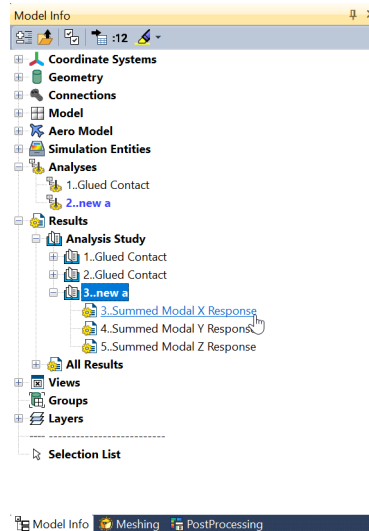 Model Info
:12
Coordinate Systems
Geometry
Connections
Model
Aero Model
Simulation Entities
Analyses
1..Glued Contact
2..new a
Results
Analysis Study
1..Glued Contact
2..Glued Contact
3..new a
3..Summed Modal X Response
4..Summed Modal Y Respons
5..Summed Modal Z Response
All Results
Views
Groups
Layers
---- --------------------------
Selection List
Model Info Meshing PostProcessing